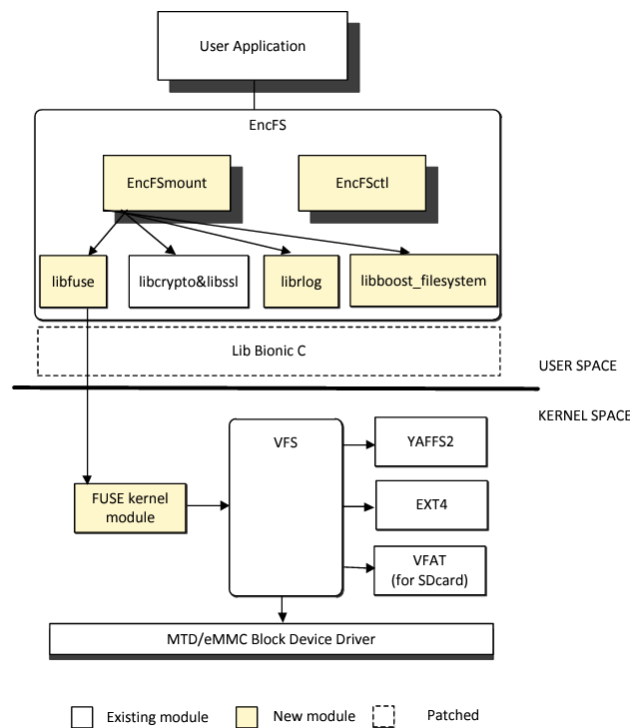 User Application
EncFS
EncFSmount
EncFSctl
libfuse
libcrypto&libssl
librlog
libboost_filesystem
Lib Bionic C
USER SPACE
KERNEL SPACE
VFS
YAFFS2
FUSE kernel
module
EXT4
VFAT
(for SDcard)
MTD/eMMC Block Device Driver
Existing module
New module
Patched